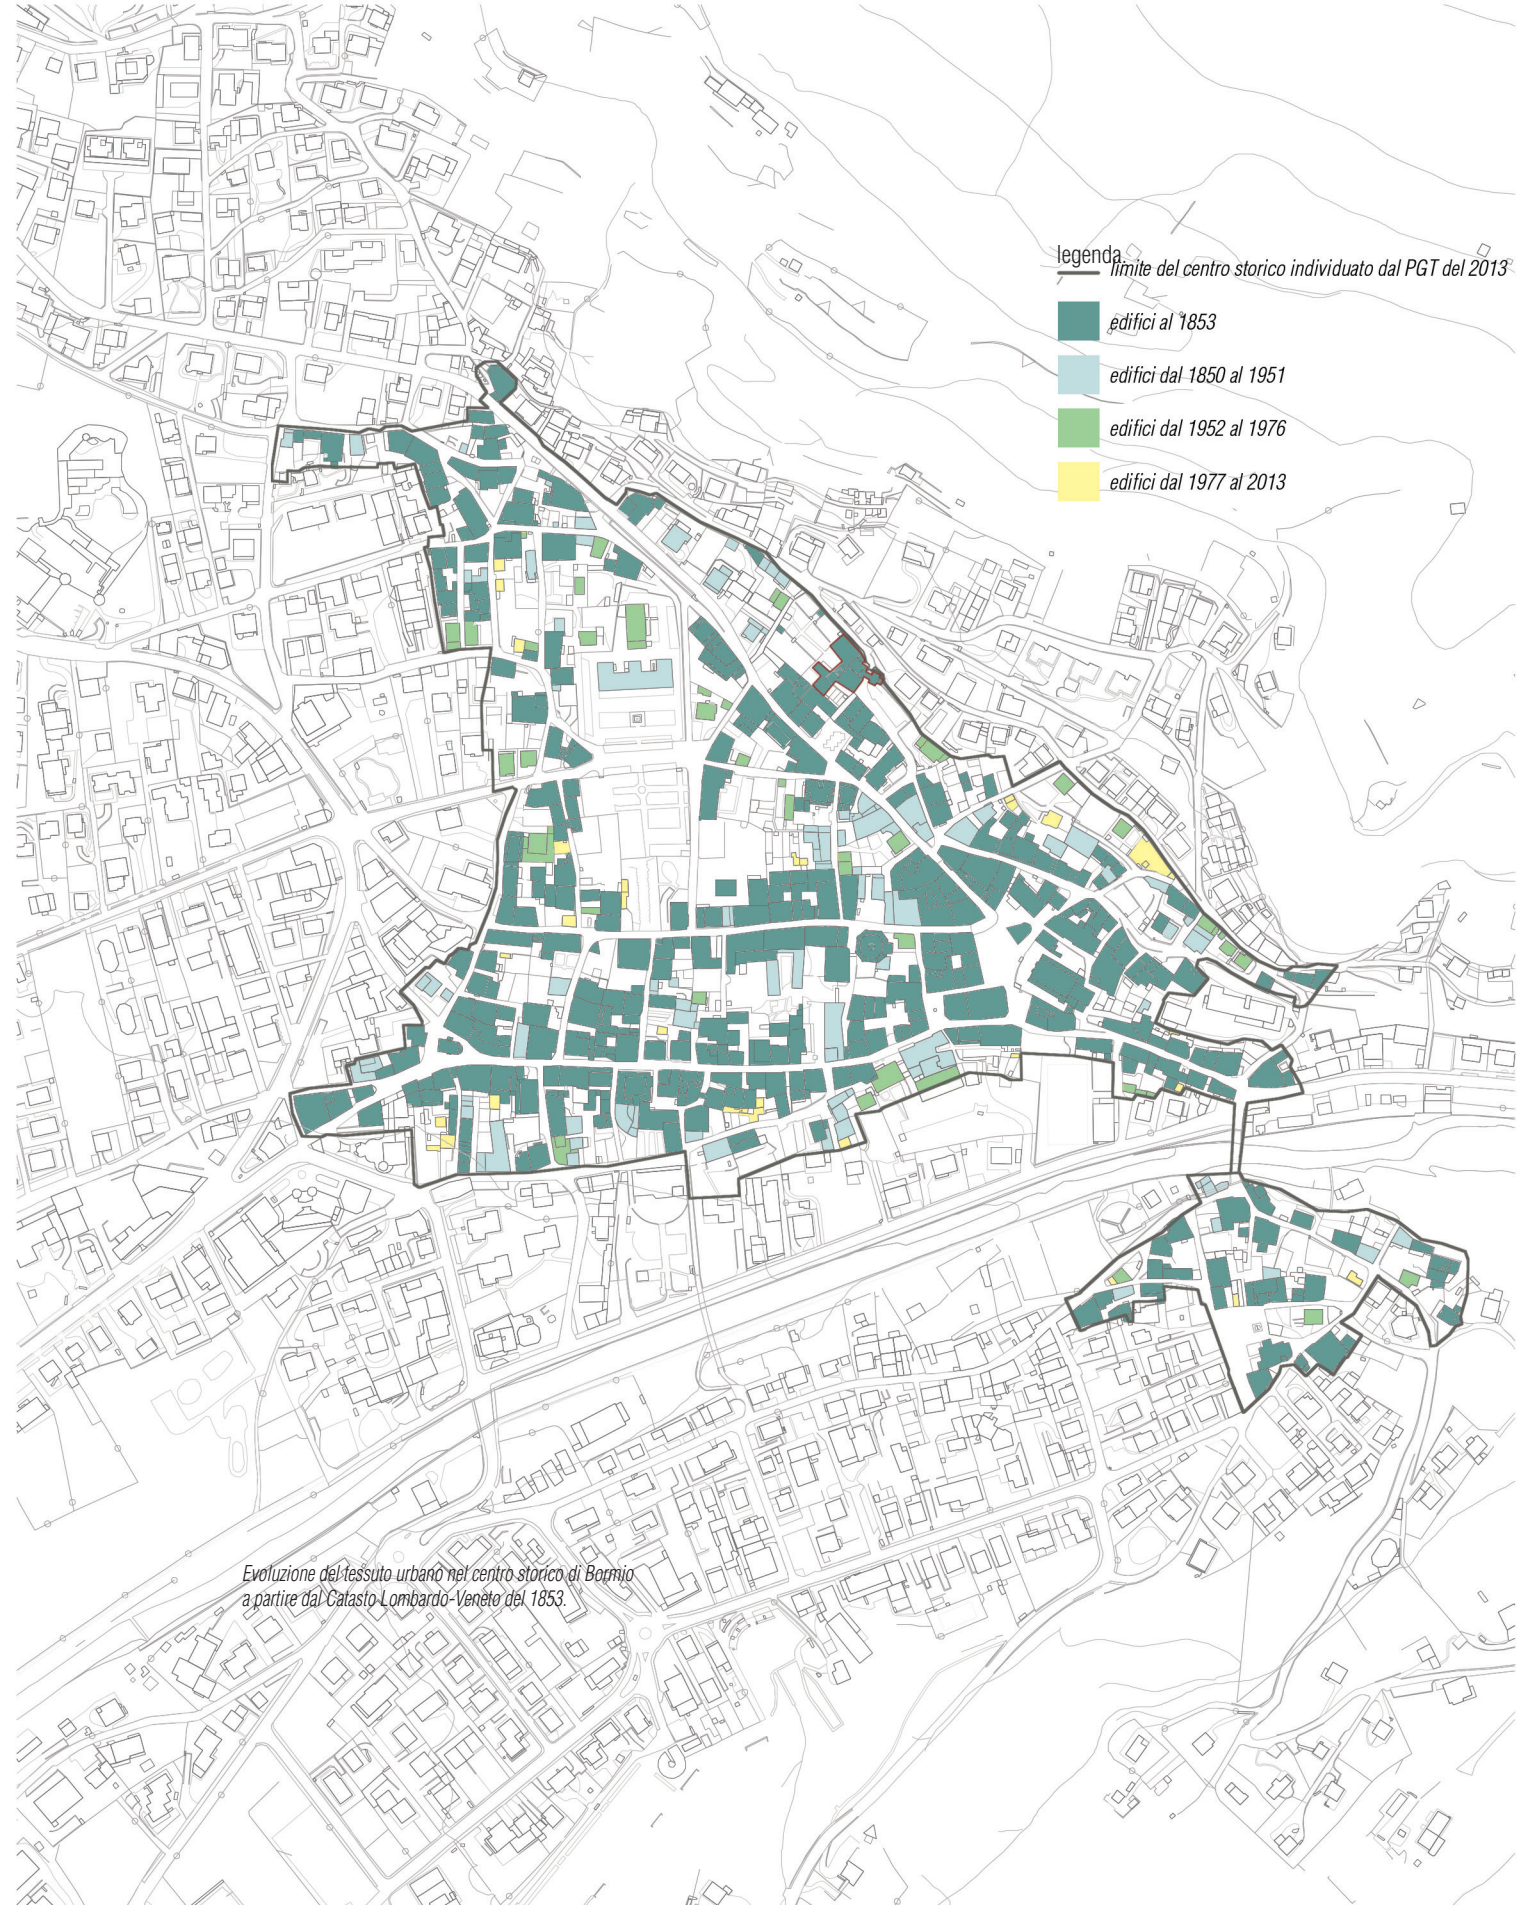 legenda
limite del centro storico individuato dal PGT del 2013
edifici al 1853
edifici dal 1850 al 1951
edifici dal 1952 al 1976
edifici dal 1977 al 2013
Evoluzione del tessuto urbano nel centro storico di Bormio
a partire dal Catasto Lombardo-Veneto del 1853.